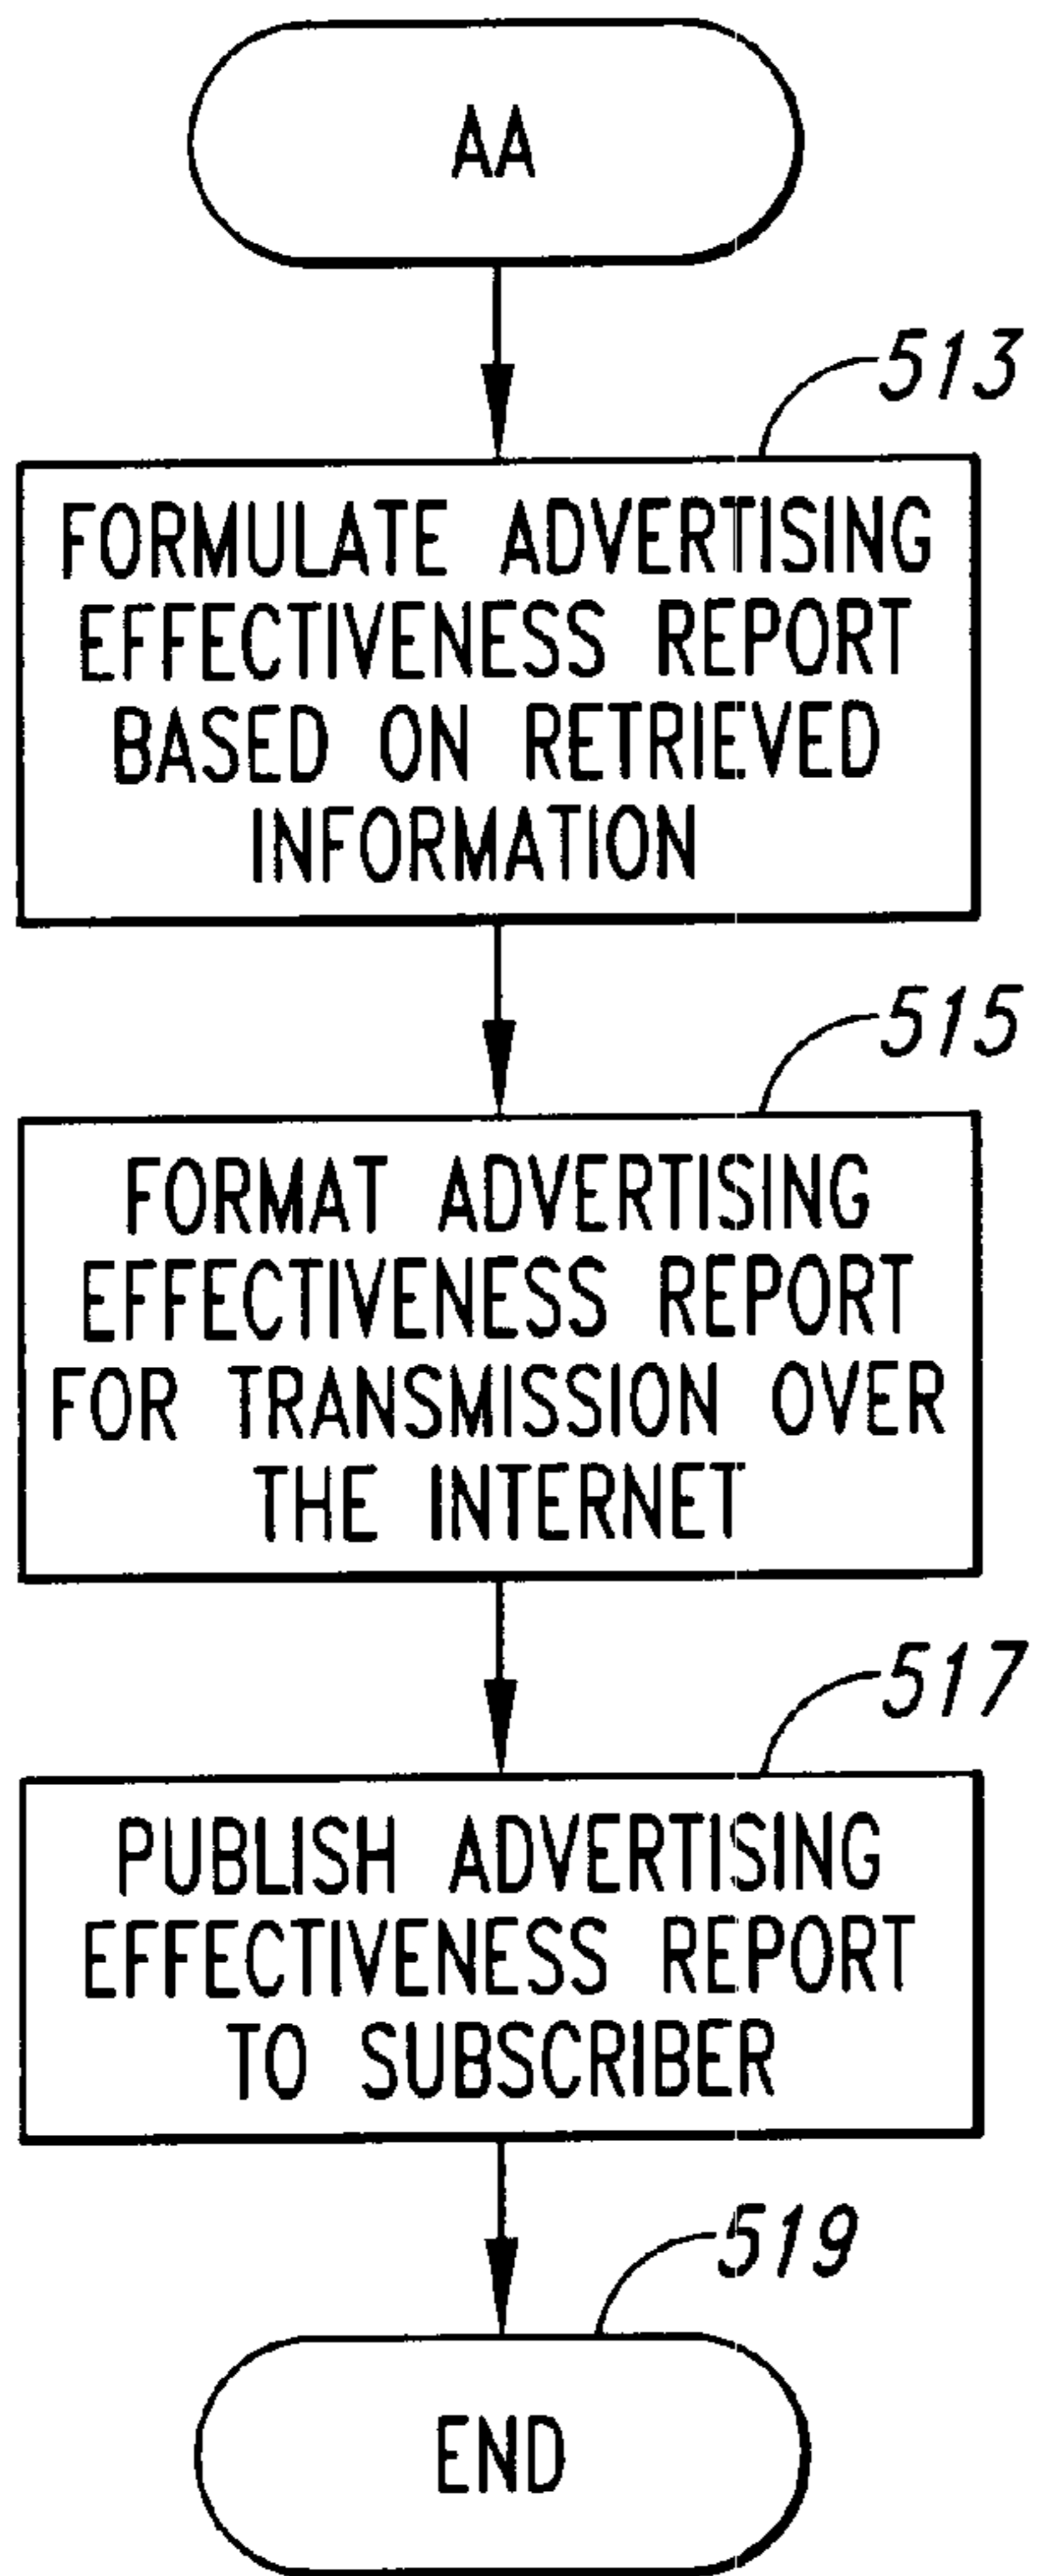 AA
513
FORMULATE ADVERTISING
EFFECTIVENESS REPORT
BASED ON RETRIEVED
INFORMATION
515
FORMAT ADVERTISING
EFFECTIVENESS REPORT
FOR TRANSMISSION OVER
THE INTERNET
517
PUBLISH ADVERTISING
EFFECTIVENESS REPORT
TO SUBSCRIBER
519
END